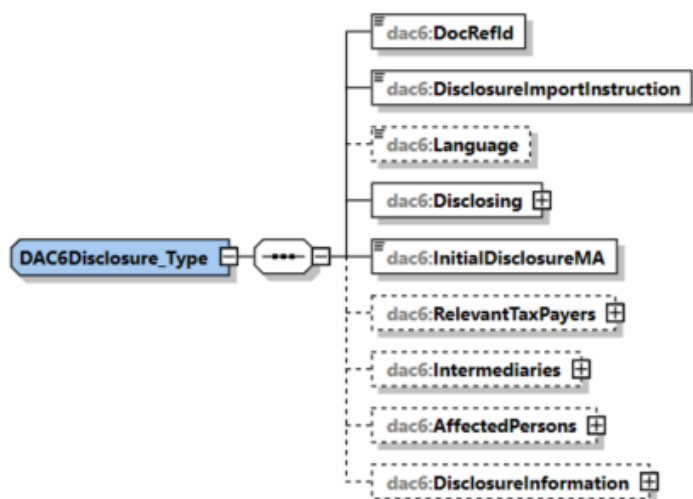 dac6:DocRefId
dac6:DisclosureImportInstruction
dac6:Language
dac6:Disclosing
DAC6Disclosure_Type
dac6:InitialDisclosureMA
dac6:RelevantTaxPayers
dac6:Intermediaries
dac6:AffectedPersons
dac6:DisclosureInformation